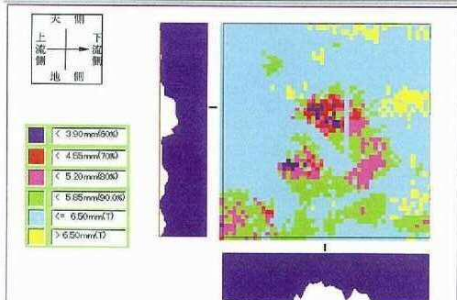 天側
上流側
下流側
地側
< 3.90mm(60%)
< 4.55mm(70%)
< 5.20mm(80%)
< 5.85mm(90.0%)
<= 6.50mm(T)
> 6.50mm(T)